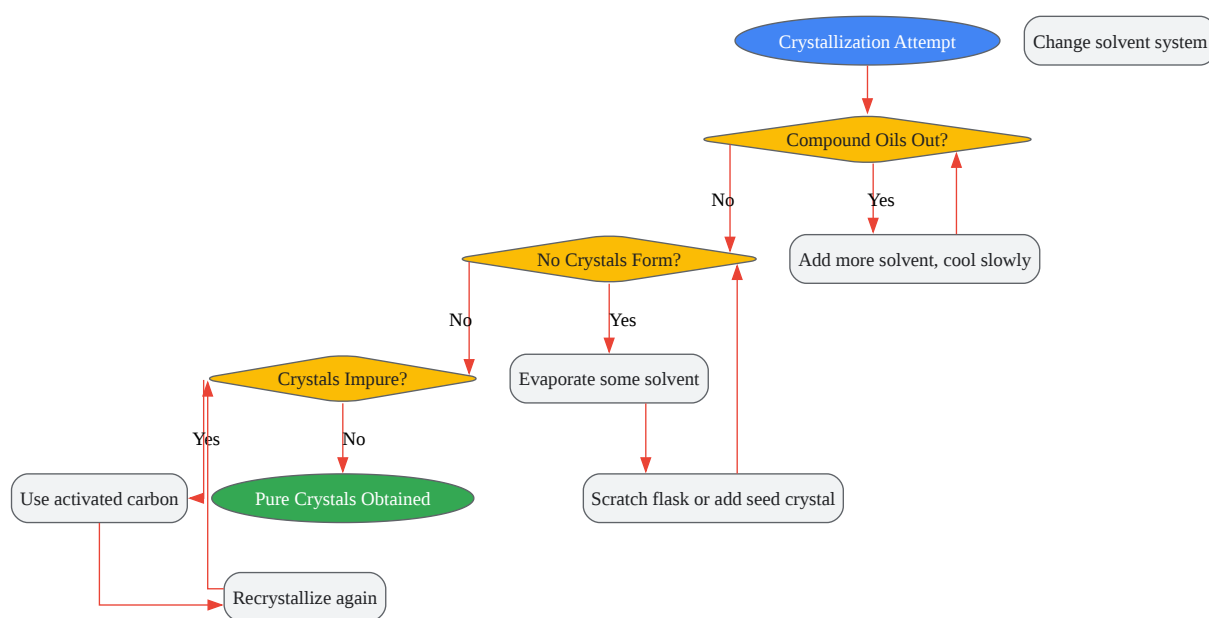 Crystallization Attempt
Change solvent system
Compound Oils Out?
No
Yes
No Crystals Form?
Add more solvent, cool slowly
No
Yes
Crystals Impure?
Evaporate some solvent
Yes
No
Use activated carbon
Pure Crystals Obtained
Scratch flask or add seed crystal
Recrystallize again